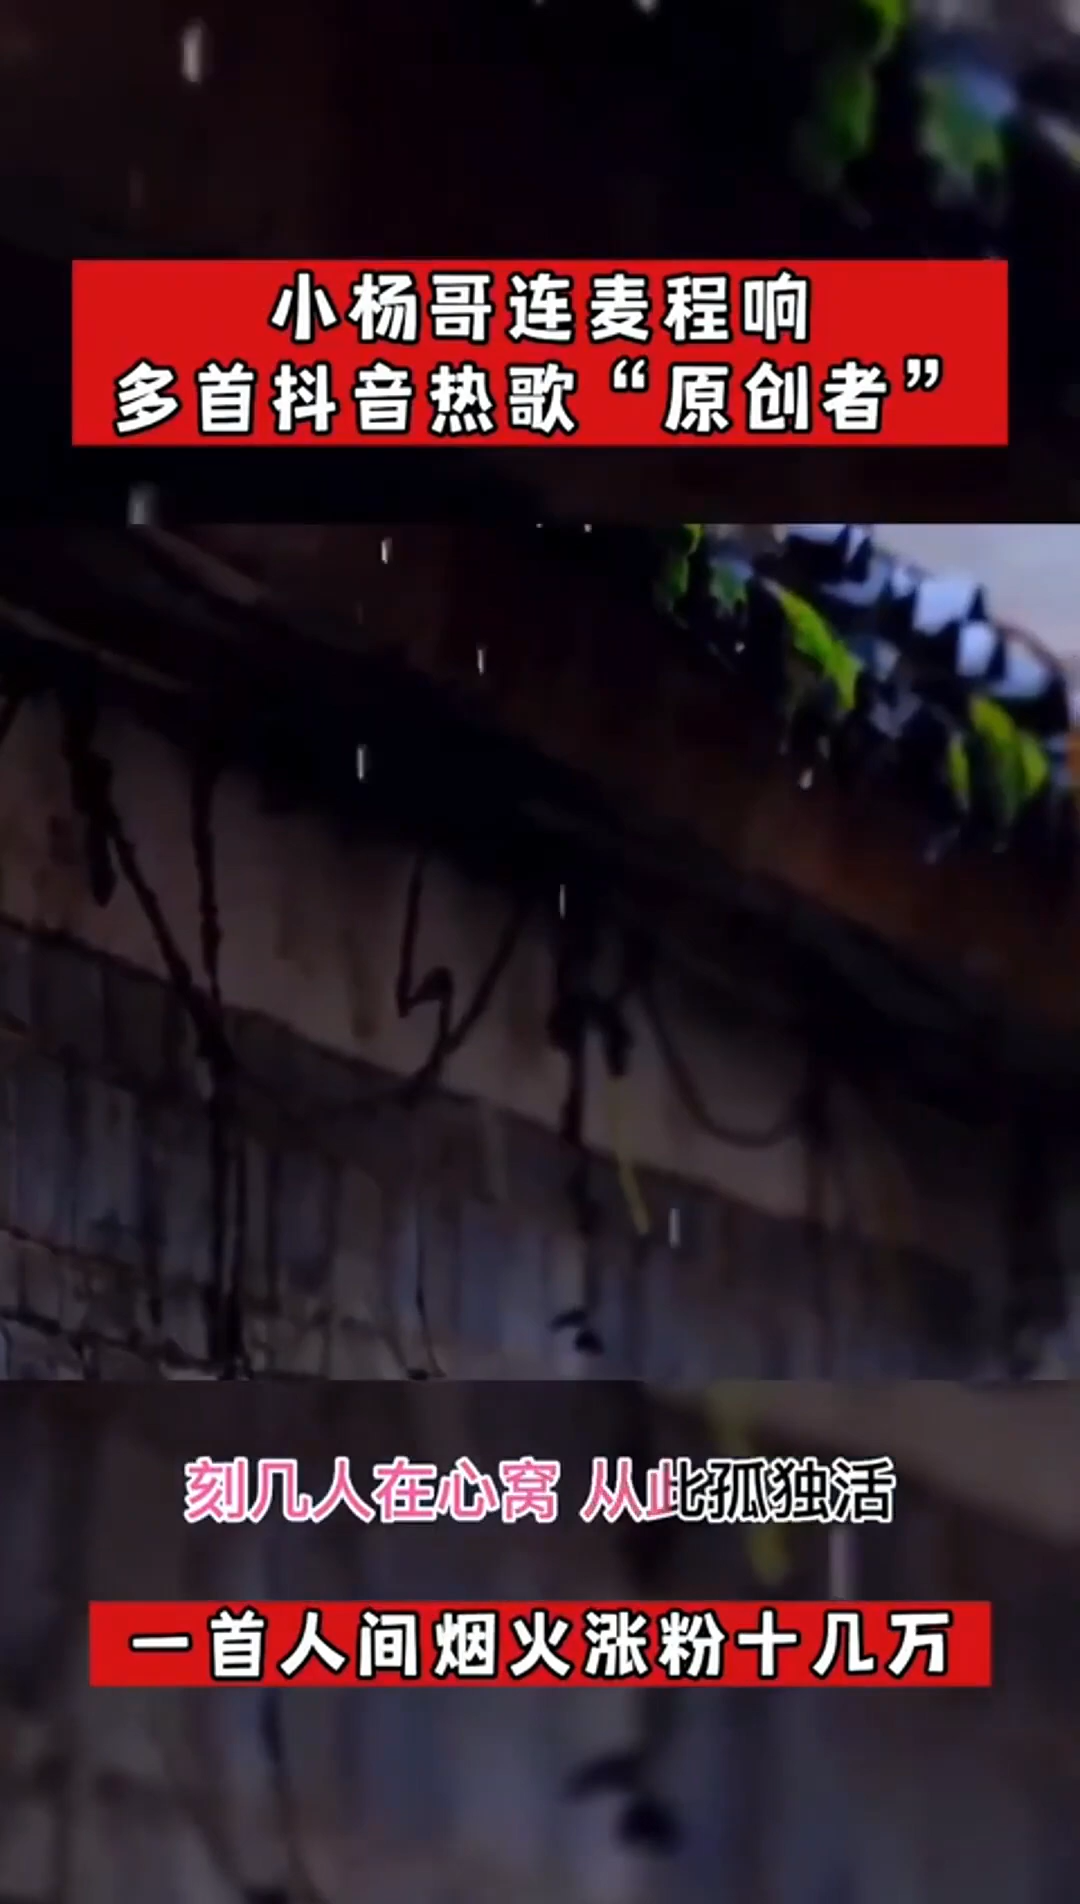 小杨哥连麦程响
多首抖音热歌“原创者”
刻几人在心窝 从此孤独活
一首人间烟火涨粉十几万